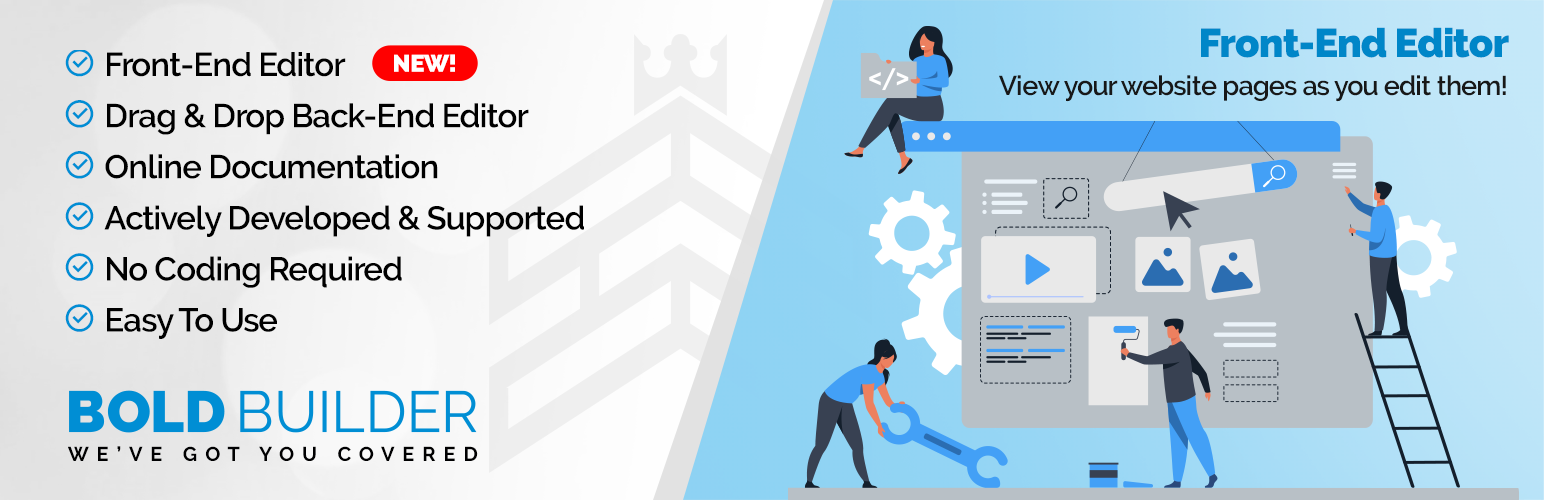 Front-End Editor NEW!
Drag & Drop Back-End Editor
Online Documentation
Actively Developed & Supported
No Coding Required
Easy To Use
BOLD BUILDER
WE'VE GOT YOU COVERED
Front-End Editor
View your website pages as you edit them!
</>